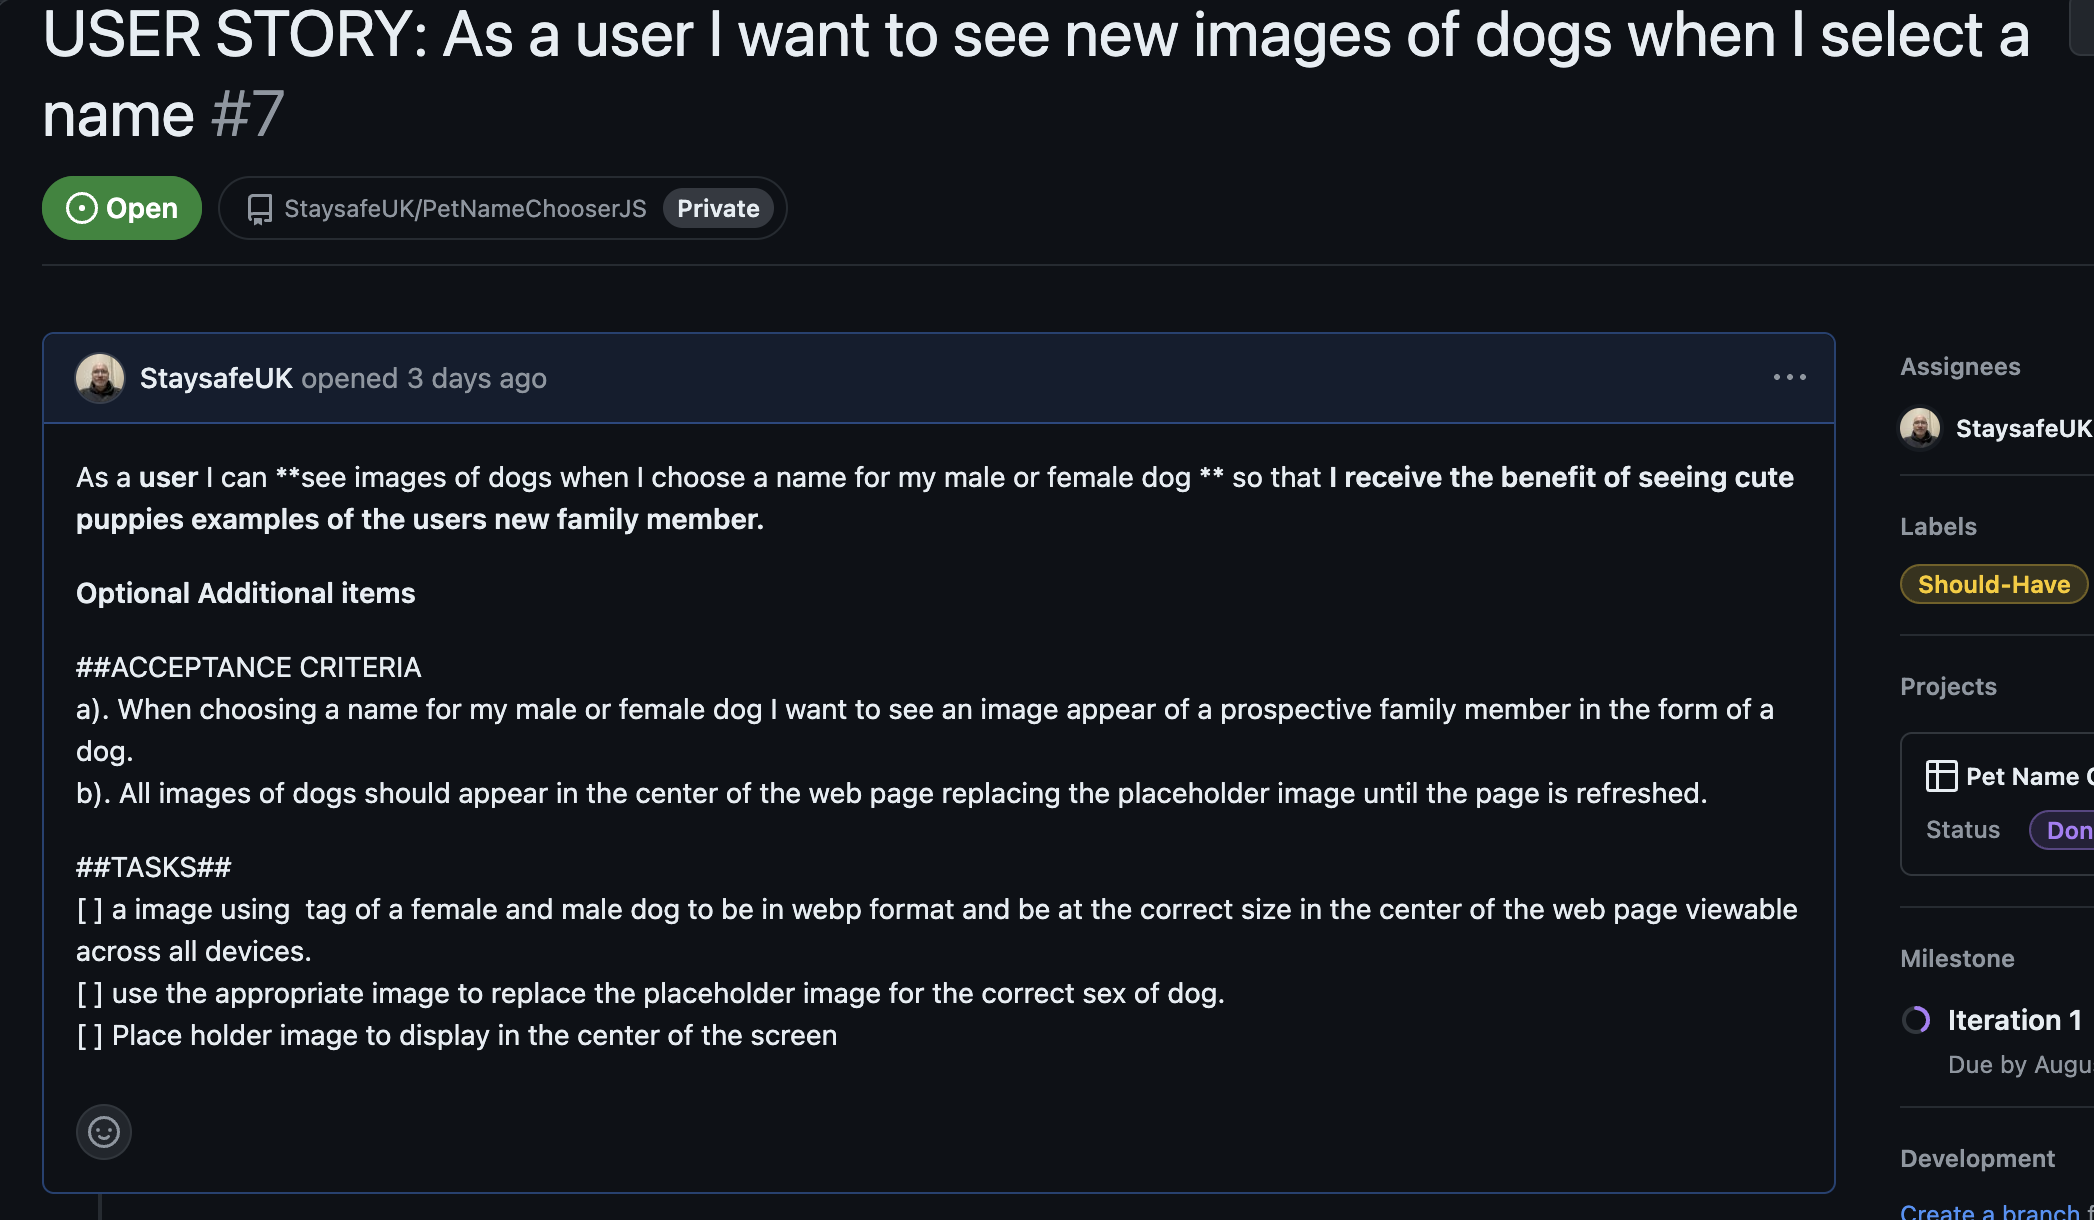 USER STORY: As a user I want to see new images of dogs when I select a
name #7
Open
StaysafeUK/PetNameChooserJS Private
StaysafeUK opened 3 days ago
As a user I can **see images of dogs when I choose a name for my male or female dog ** so that I receive the benefit of seeing cute
puppies examples of the users new family member.
Optional Additional items
##ACCEPTANCE CRITERIA
a). When choosing a name for my male or female dog I want to see an image appear of a prospective family member in the form of a
dog.
b). All images of dogs should appear in the center of the web page replacing the placeholder image until the page is refreshed.
##TASKS##
[ ] a image using  tag of a female and male dog to be in webp format and be at the correct size in the center of the web page viewable
across all devices.
[ ] use the appropriate image to replace the placeholder image for the correct sex of dog.
[ ] Place holder image to display in the center of the screen
Assignees
StaysafeUK
Labels
Should-Have
Projects
Pet Name
Status Don
Milestone
Iteration 1
Due by Augu
Development
Create a branch